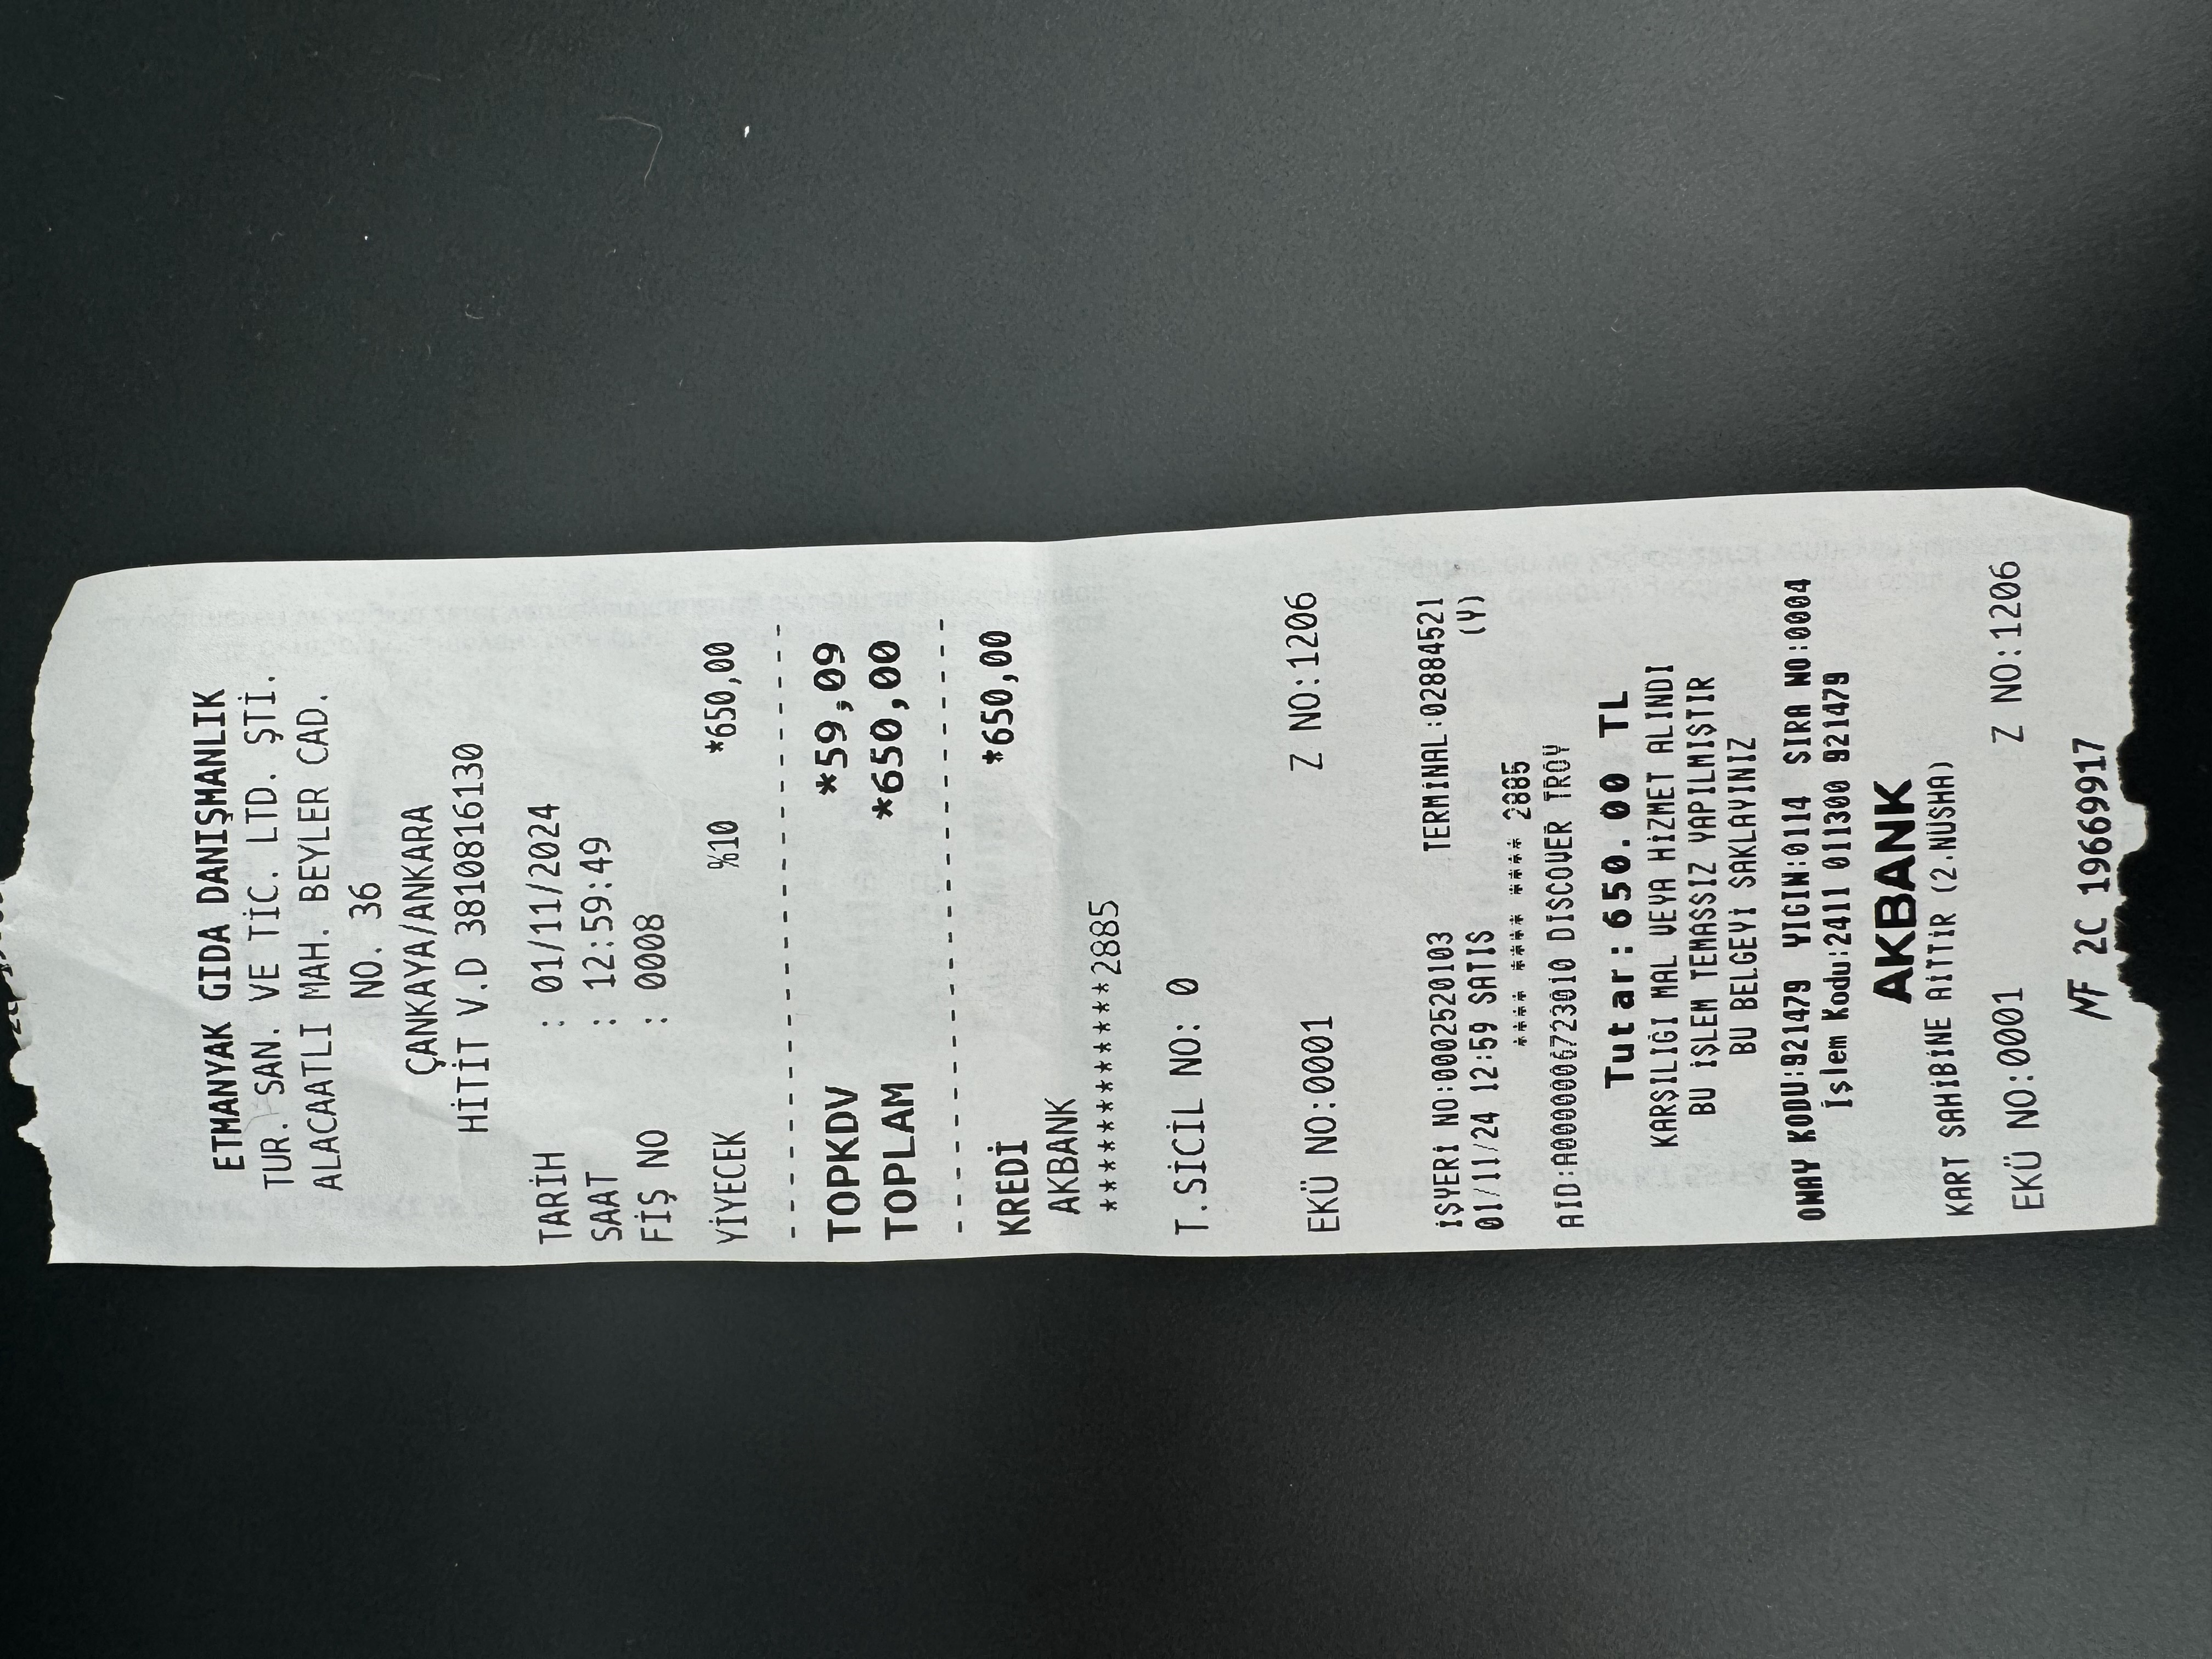 ETMANYAK GIDA DANIŞMANLIK
TUR. SAN. VE TİC. LTD. ŞTİ.
ALACAATLI MAH. BEYLER CAD.
NO. 36
ÇANKAYA/ANKARA
HİTİT V.D 3810816130
TARİH : 01/11/2024
SAAT : 12:59:49
FİŞ NO : 0008
YİYECEK %10 *650,00
TOPKDV *59,09
TOPLAM *650,00
KREDİ *650,00
AKBANK
************2885
T.SİCİL NO: 0
EKÜ NO:0001 Z NO:1206
İŞYERİ NO:0002520103 TERMİNAL:02884521
01/11/24 12:59 SATIS (Y)
**** **** **** 2885
AID:A0000006723010 DISCOVER TROY
Tutar:650.00 TL
KARŞILIĞI MAL VEYA HİZMET ALINDI
BU İŞLEM TEMASSIZ YAPILMIŞTIR
BU BELGEYİ SAKLAYINIZ
ONAY KODU:921479 YIGIN:0114 SIRA NO:0004
İşlem Kodu:2411 011300 921479
AKBANK
KART SAHİBİNE AİTTİR (2.NÜSHA)
EKÜ NO:0001 Z NO:1206
MF 2C 19669917